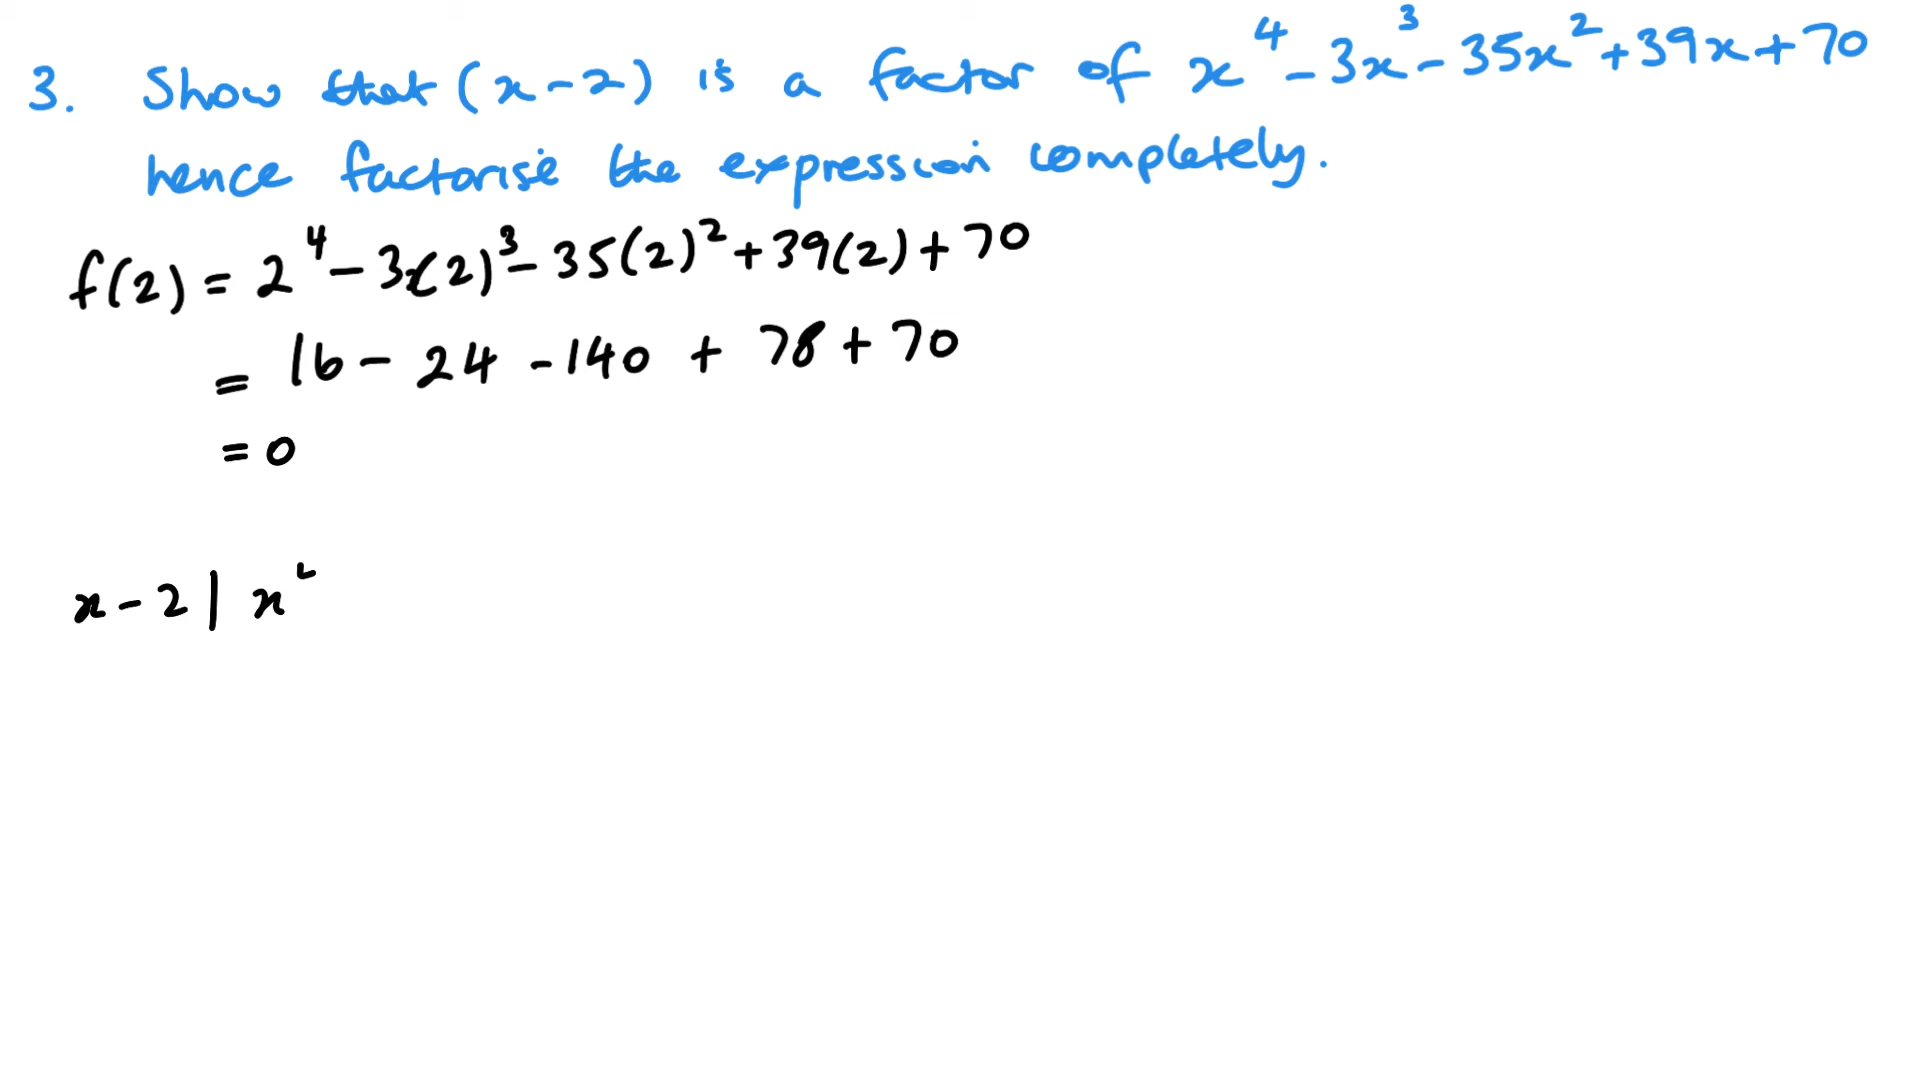 3. Show that (x-2) is a factor of x⁴ - 3x³ - 35x² + 39x + 70
hence factorise the expression completely.
f(2) = 2⁴ - 3(2)³ - 35(2)² + 39(2) + 70
= 16 - 24 - 140 + 78 + 70
= 0
x - 2 | x